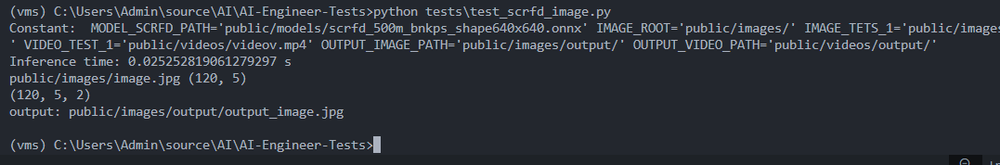 (vms) C:\Users\Admin\source\AI\AI-Engineer-Tests>python tests\test_scrfd_image.py
Constant:  MODEL_SCRFD_PATH='public/models/scrfd_500m_bnkps_shape640x640.onnx' IMAGE_ROOT='public/images/' IMAGE_TETS_1='public/images
' VIDEO_TEST_1='public/videos/videov.mp4' OUTPUT_IMAGE_PATH='public/images/output/' OUTPUT_VIDEO_PATH='public/videos/output/'
Inference time: 0.025252819061279297 s
public/images/image.jpg (120, 5)
(120, 5, 2)
output: public/images/output/output_image.jpg
(vms) C:\Users\Admin\source\AI\AI-Engineer-Tests>